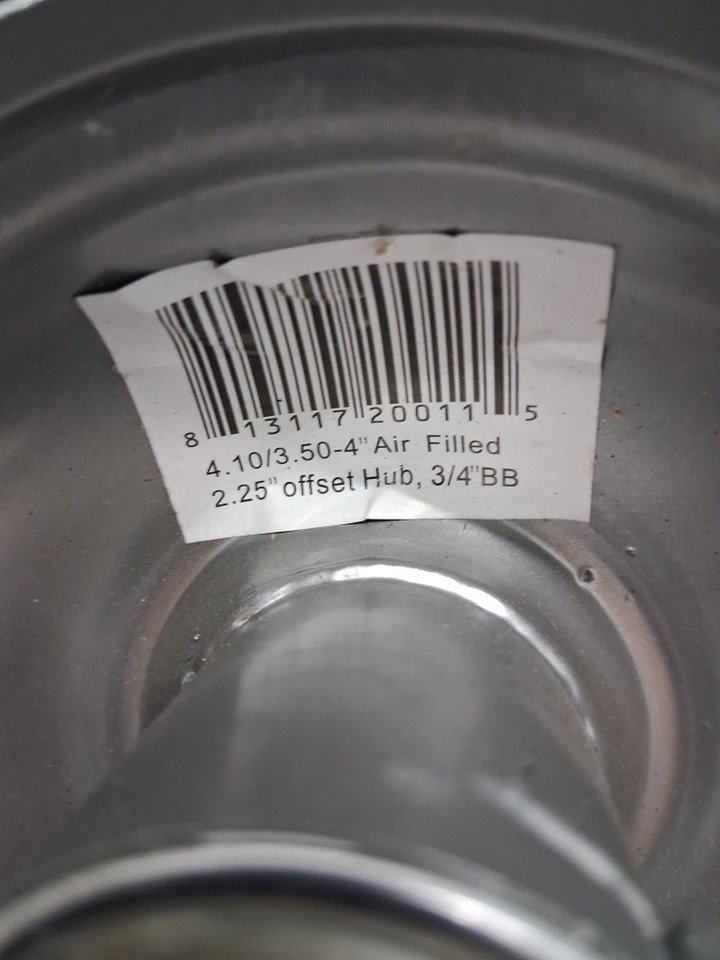 8 13117 20011 5
4.10/3.50-4" Air Filled
2.25" offset Hub, 3/4"BB